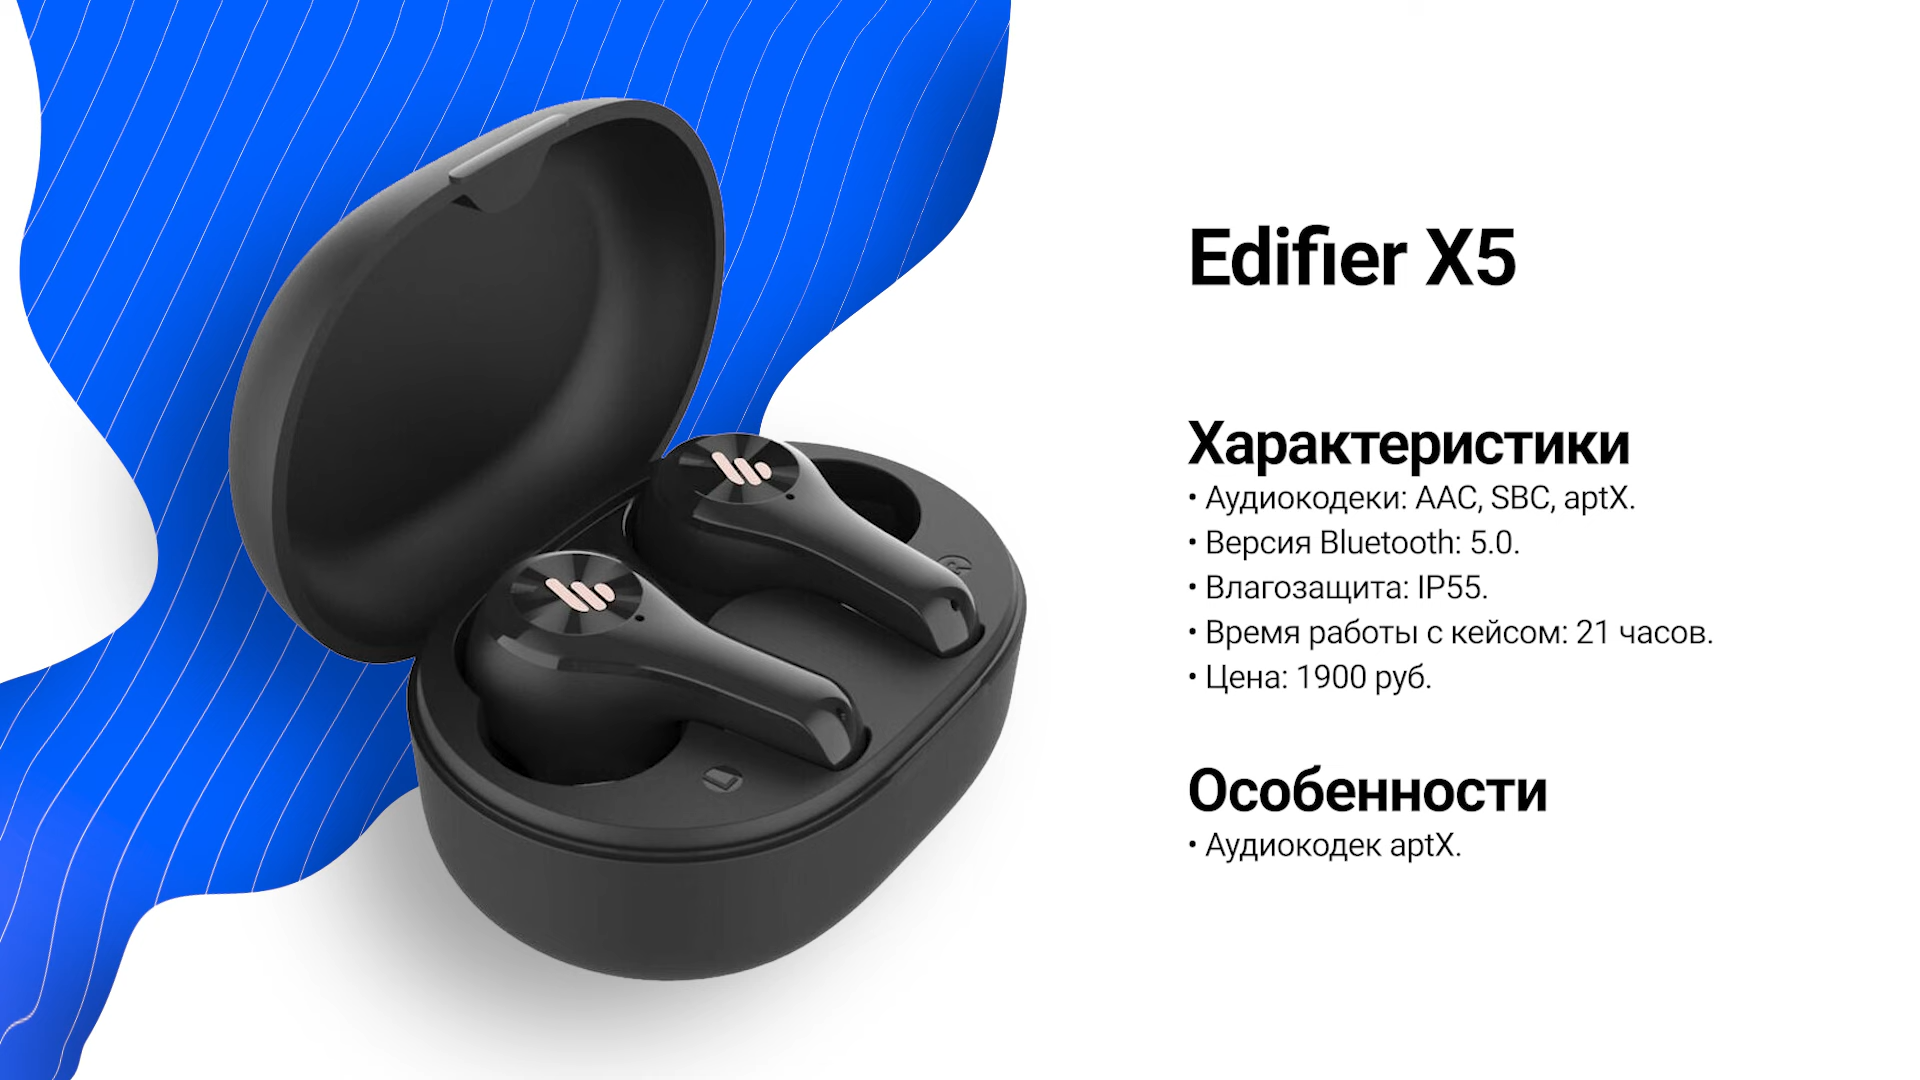 Edifier X5
Характеристики
• Аудиокодеки: AAC, SBC, aptX.
• Версия Bluetooth: 5.0.
• Влагозащита: IP55.
• Время работы с кейсом: 21 часов.
• Цена: 1900 руб.
Особенности
• Аудиокодек aptX.
R
L